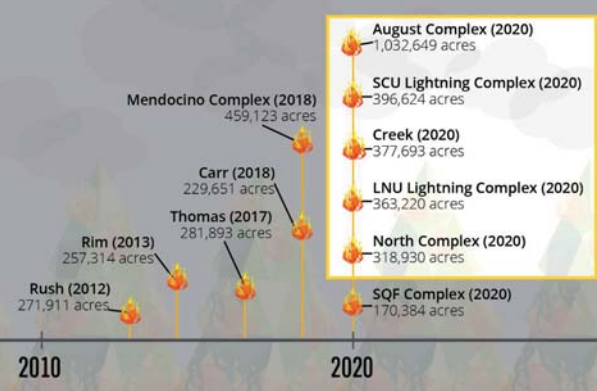 August Complex (2020)
1,032,649 acres
SCU Lightning Complex (2020)
396,624 acres
Mendocino Complex (2018)
459,123 acres
Creek (2020)
377,693 acres
Carr (2018)
229,651 acres
LNU Lightning Complex (2020)
363,220 acres
Thomas (2017)
281,893 acres
Rim (2013)
257,314 acres
North Complex (2020)
318,930 acres
Rush (2012)
271,911 acres
SQF Complex (2020)
170,384 acres
2010
2020